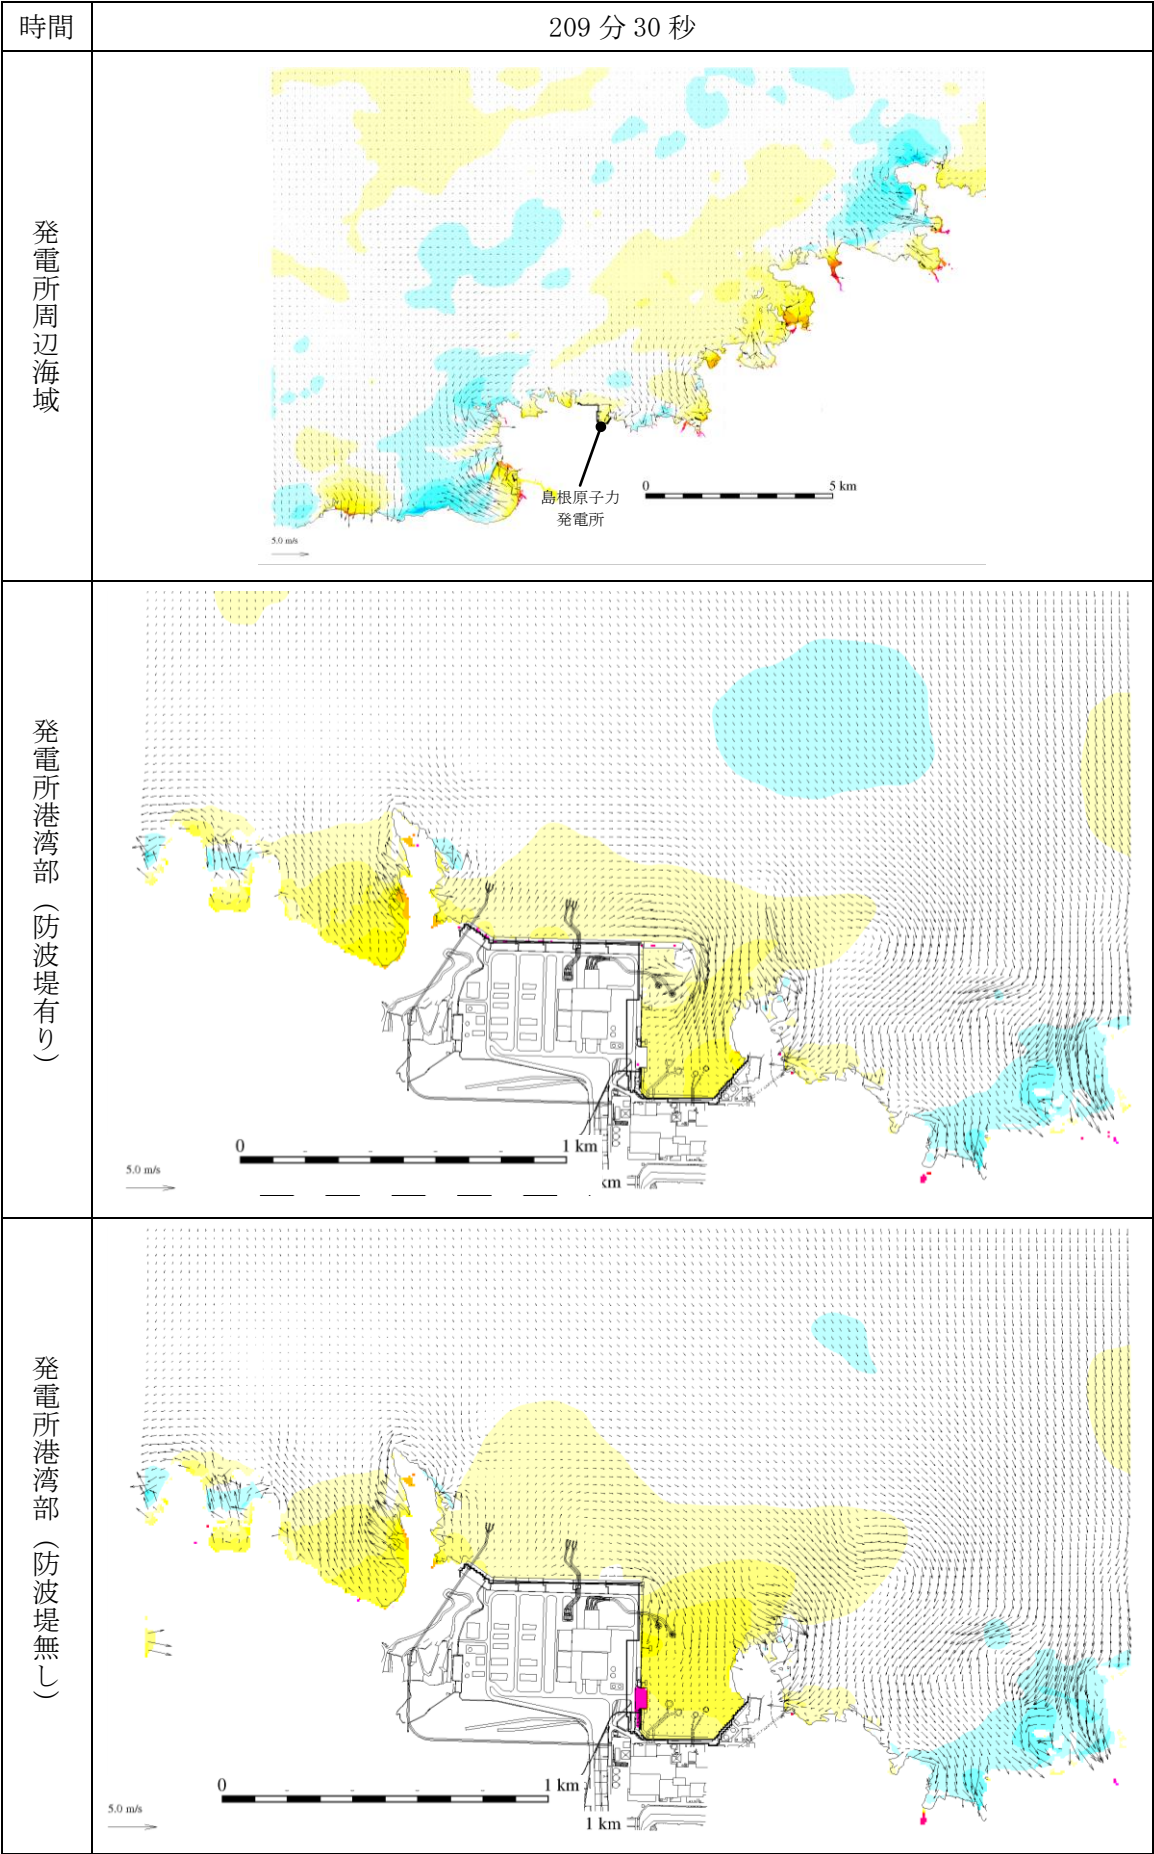 時間
209 分 30 秒
発電所周辺海域
島根原子力
発電所
0
5 km
5.0 m/s
発電所港湾部（防波堤有り）
0
1 km
5.0 m/s
km
発電所港湾部（防波堤無し）
0
1 km
5.0 m/s
1 km